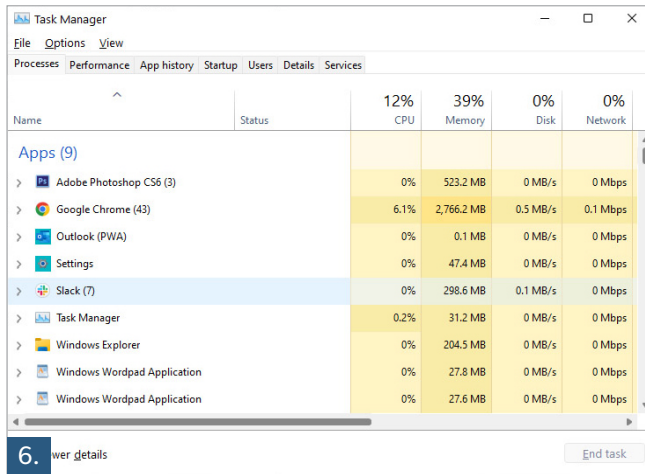 Task Manager
File Options View
Processes Performance App history Startup Users Details Services
12% 39% 0% 0%
Name Status CPU Memory Disk Network
Apps (9)
Adobe Photoshop CS6 (3) 0% 523.2 MB 0 MB/s 0 Mbps
Google Chrome (43) 6.1% 2,766.2 MB 0.5 MB/s 0.1 Mbps
Outlook (PWA) 0% 0.1 MB 0 MB/s 0 Mbps
Settings 0% 47.4 MB 0 MB/s 0 Mbps
Slack (7) 0% 298.6 MB 0.1 MB/s 0 Mbps
Task Manager 0.2% 31.2 MB 0 MB/s 0 Mbps
Windows Explorer 0% 204.5 MB 0 MB/s 0 Mbps
Windows Wordpad Application 0% 27.8 MB 0 MB/s 0 Mbps
Windows Wordpad Application 0% 27.6 MB 0 MB/s 0 Mbps
6. wer details End task